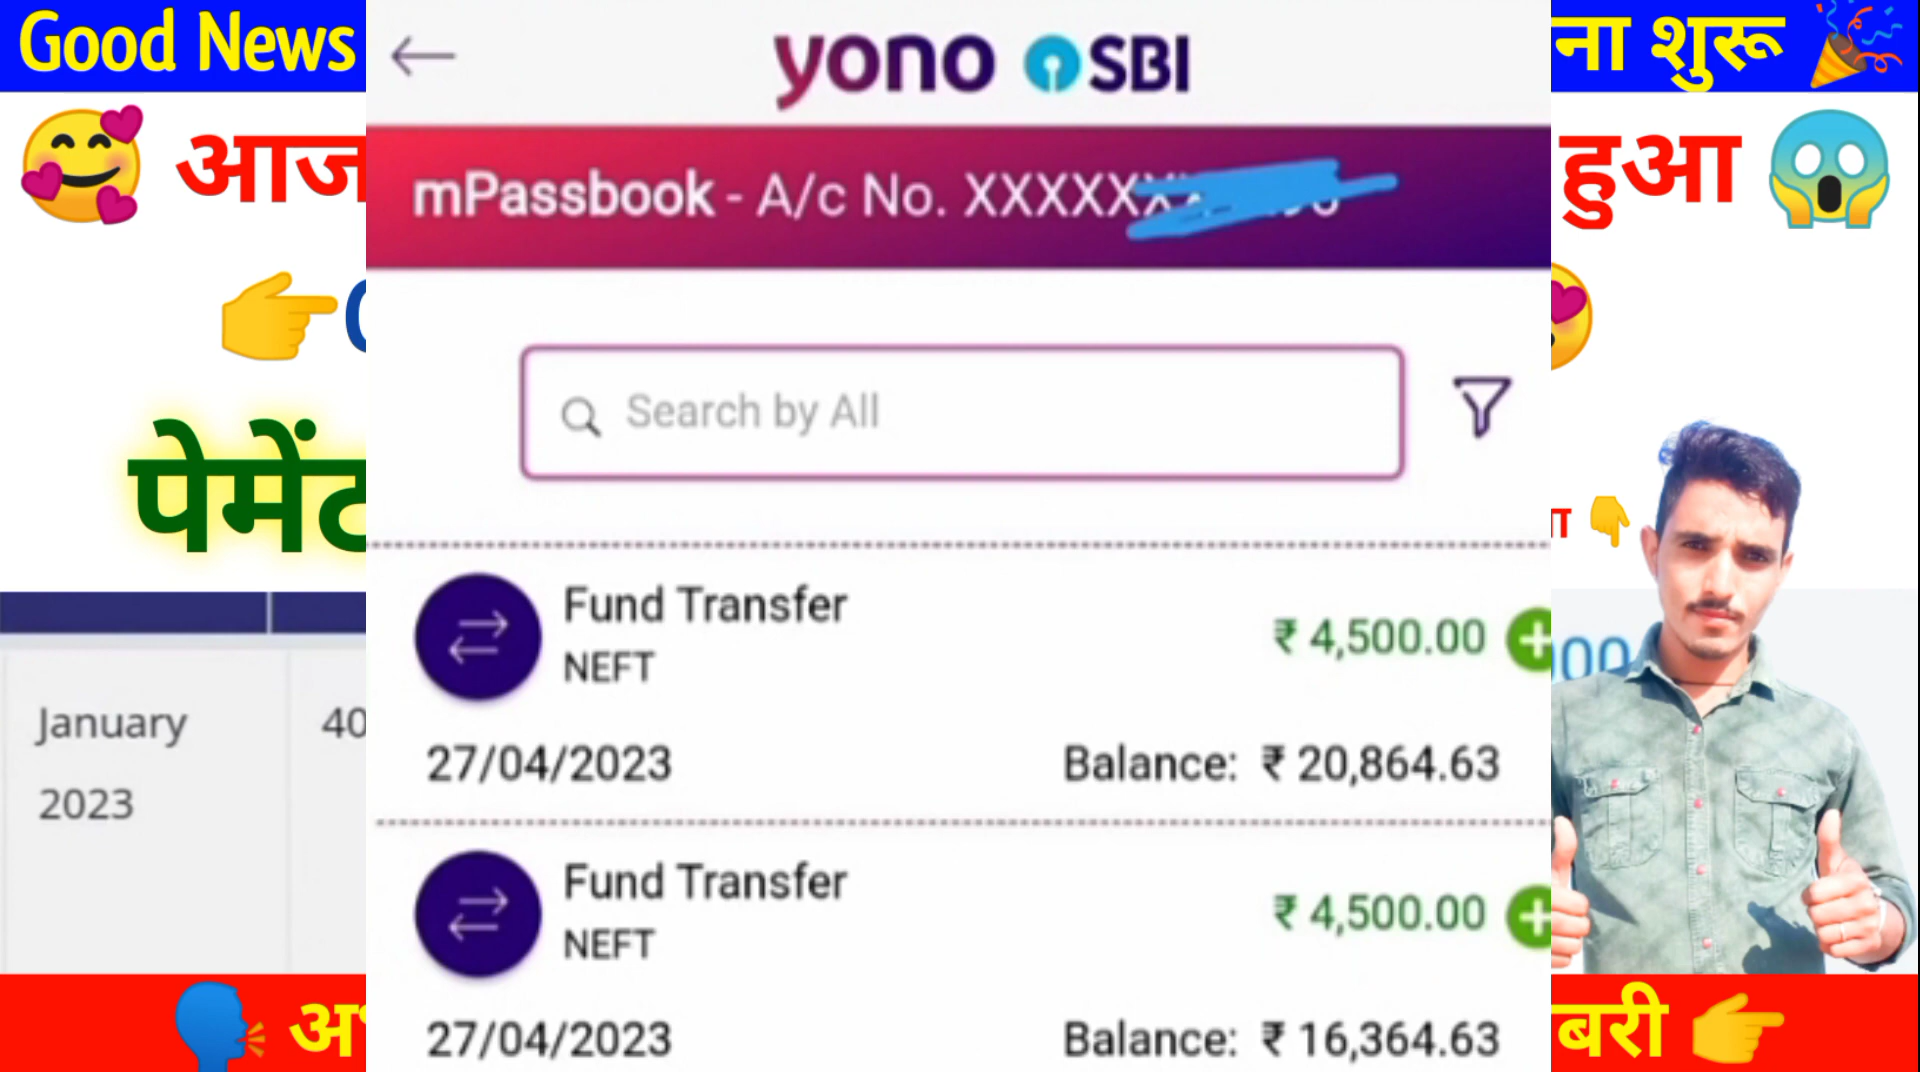 Good News
ना शुरू
yono SBI
आज
हुआ
mPassbook - A/c No. XXXXXX
Search by All
पेमेंट
Fund Transfer
₹ 4,500.00
NEFT
27/04/2023
Balance: ₹ 20,864.63
January
40
2023
Fund Transfer
₹ 4,500.00
NEFT
27/04/2023
Balance: ₹ 16,364.63
बरी